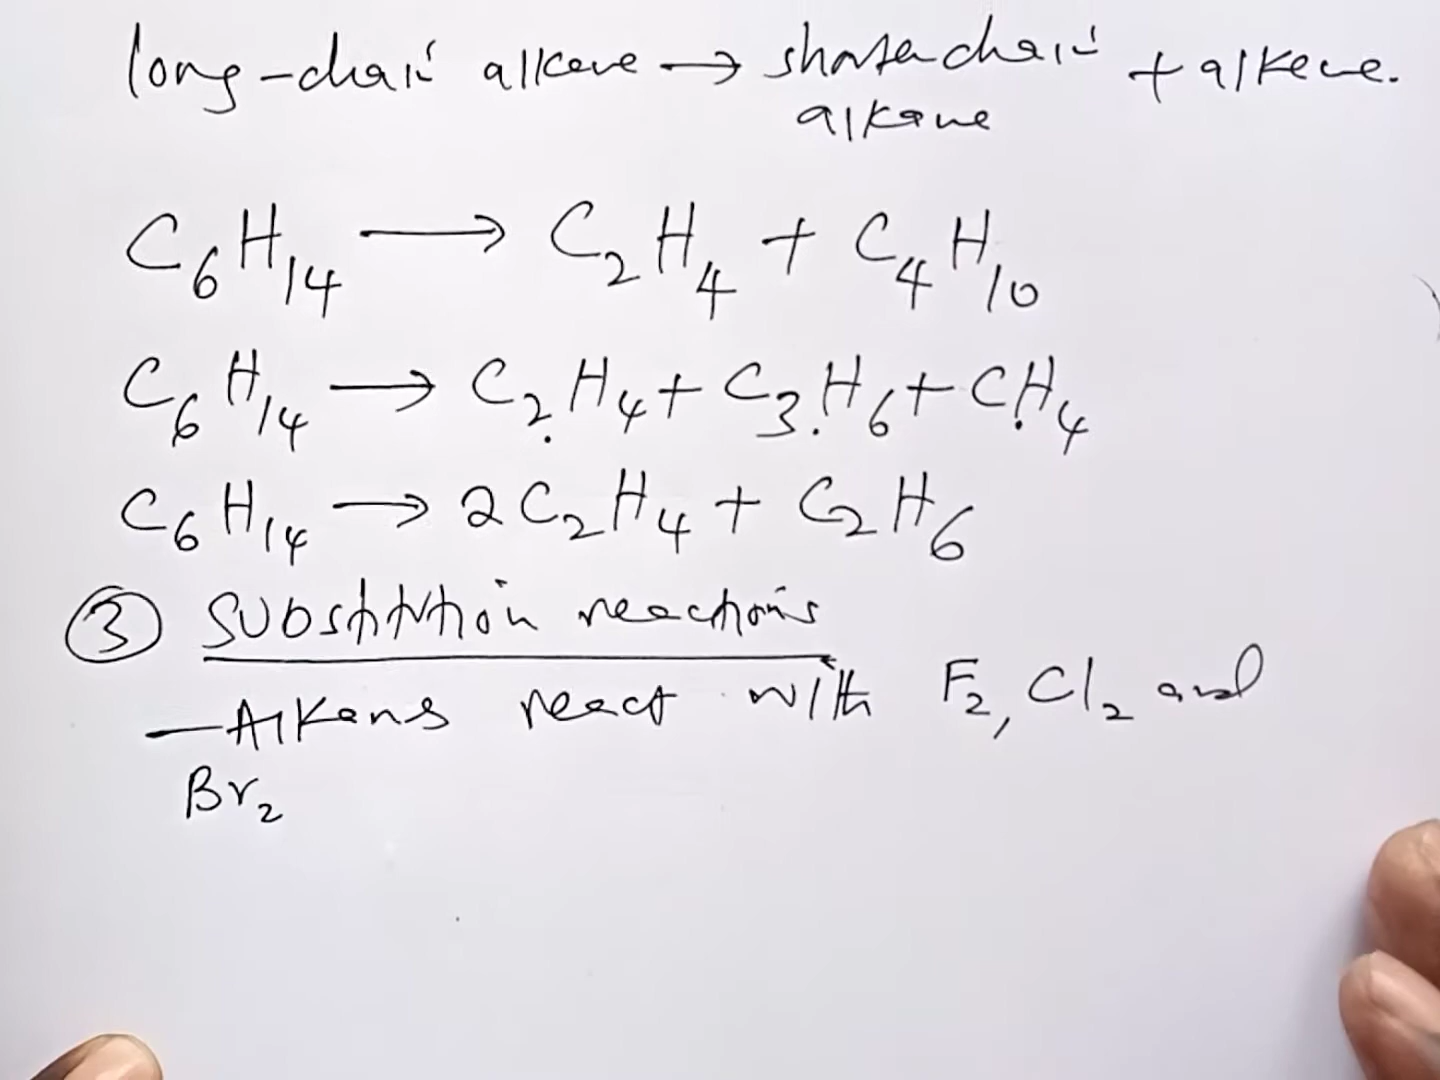 long-chain alkane → shorter chain + alkene.
alkane
C₆H₁₄ → C₂H₄ + C₄H₁₀
C₆H₁₄ → C₂H₄ + C₃H₆ + CH₄
C₆H₁₄ → 2C₂H₄ + C₂H₆
③ Substitution reactions
— Alkans react with F₂, Cl₂ and
Br₂